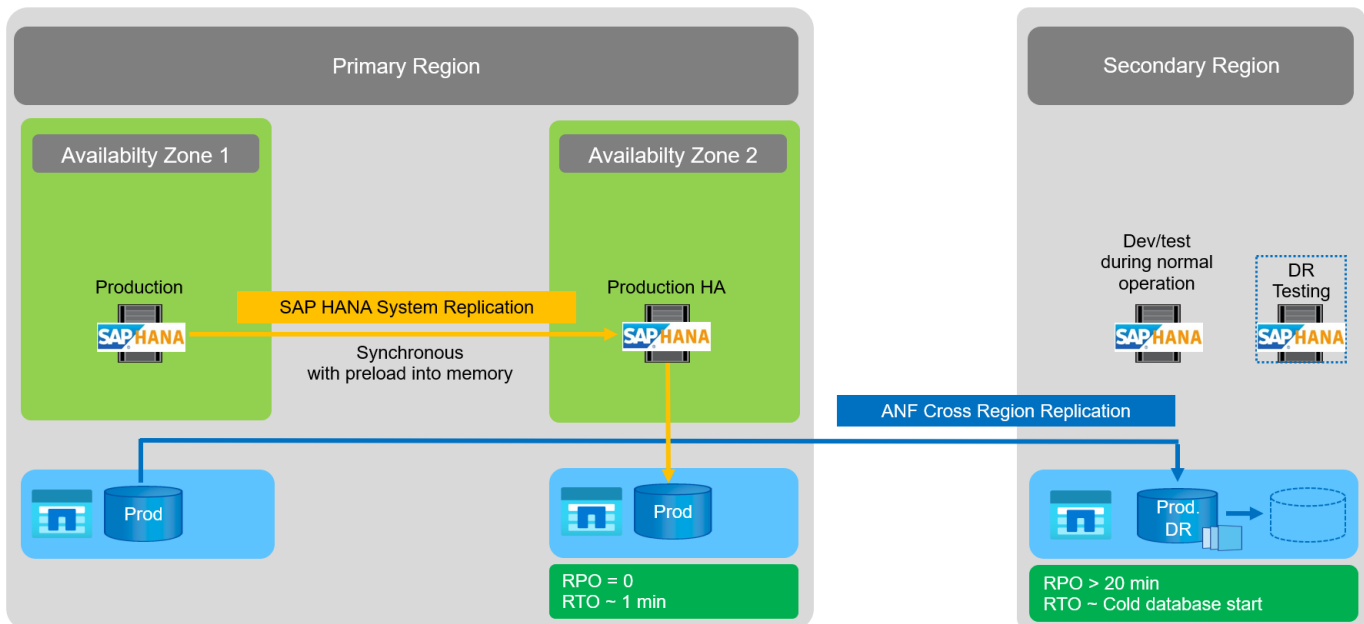 Primary Region
Secondary Region
Availabilty Zone 1
Availabilty Zone 2
Production
SAP HANA
SAP HANA System Replication
Synchronous
with preload into memory
Production HA
SAP HANA
Dev/test
during normal
operation
SAP HANA
DR
Testing
SAP HANA
ANF Cross Region Replication
Prod
Prod
Prod.
DR
RPO = 0
RTO ~ 1 min
RPO > 20 min
RTO ~ Cold database start